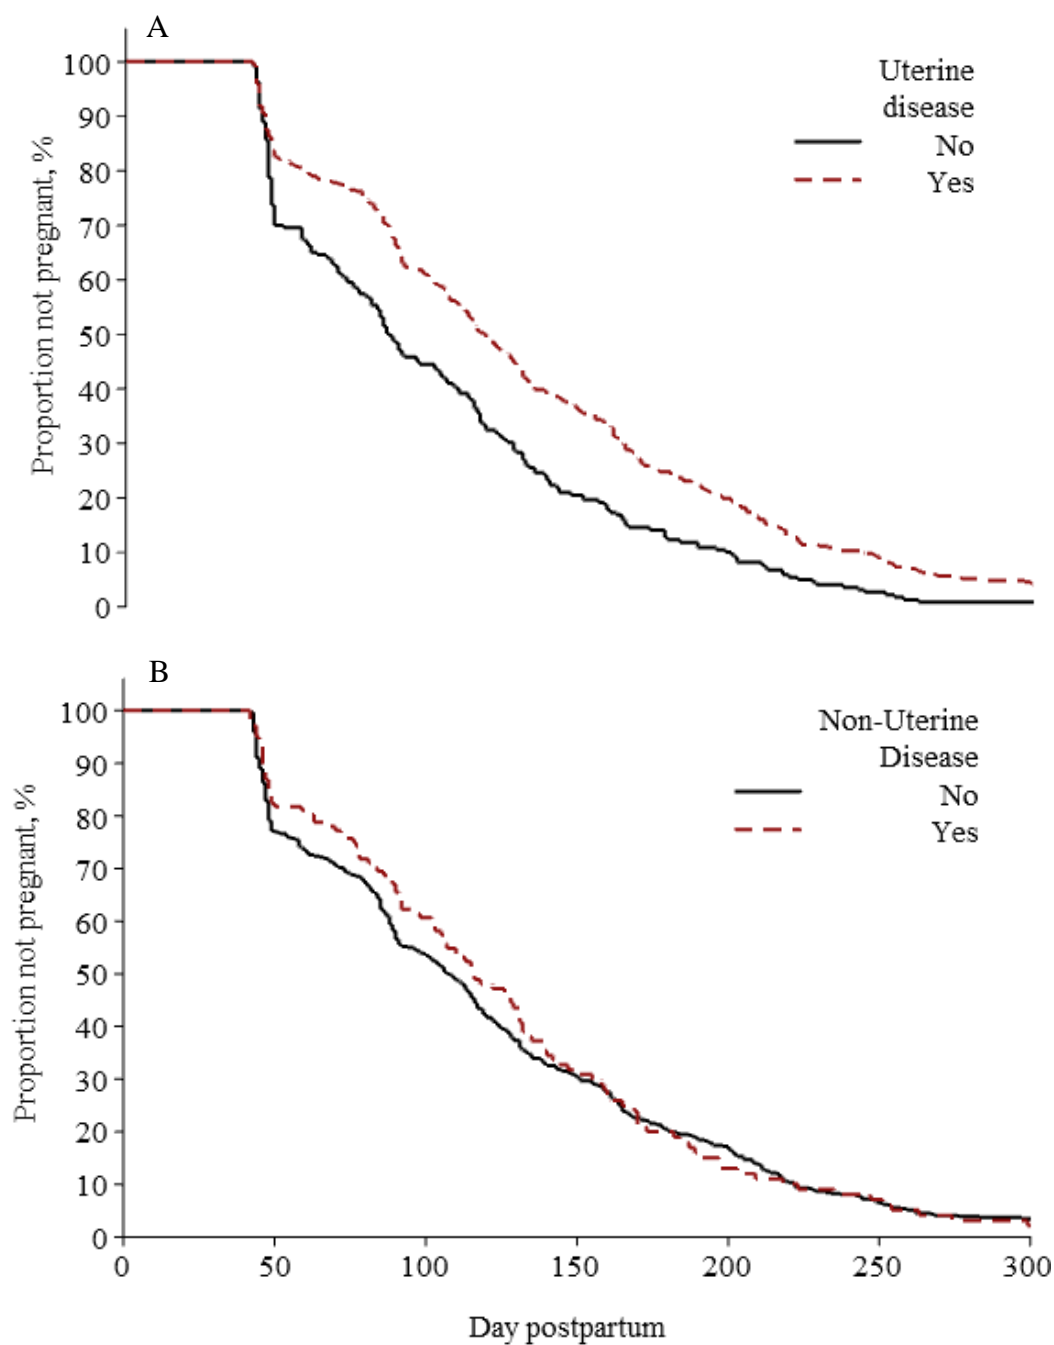 A
Proportion not pregnant, %
100
90
80
70
60
50
40
30
20
10
0
Uterine
disease
No
Yes
B
Proportion not pregnant, %
100
90
80
70
60
50
40
30
20
10
0
Non-Uterine
Disease
No
Yes
0 50 100 150 200 250 300
Day postpartum